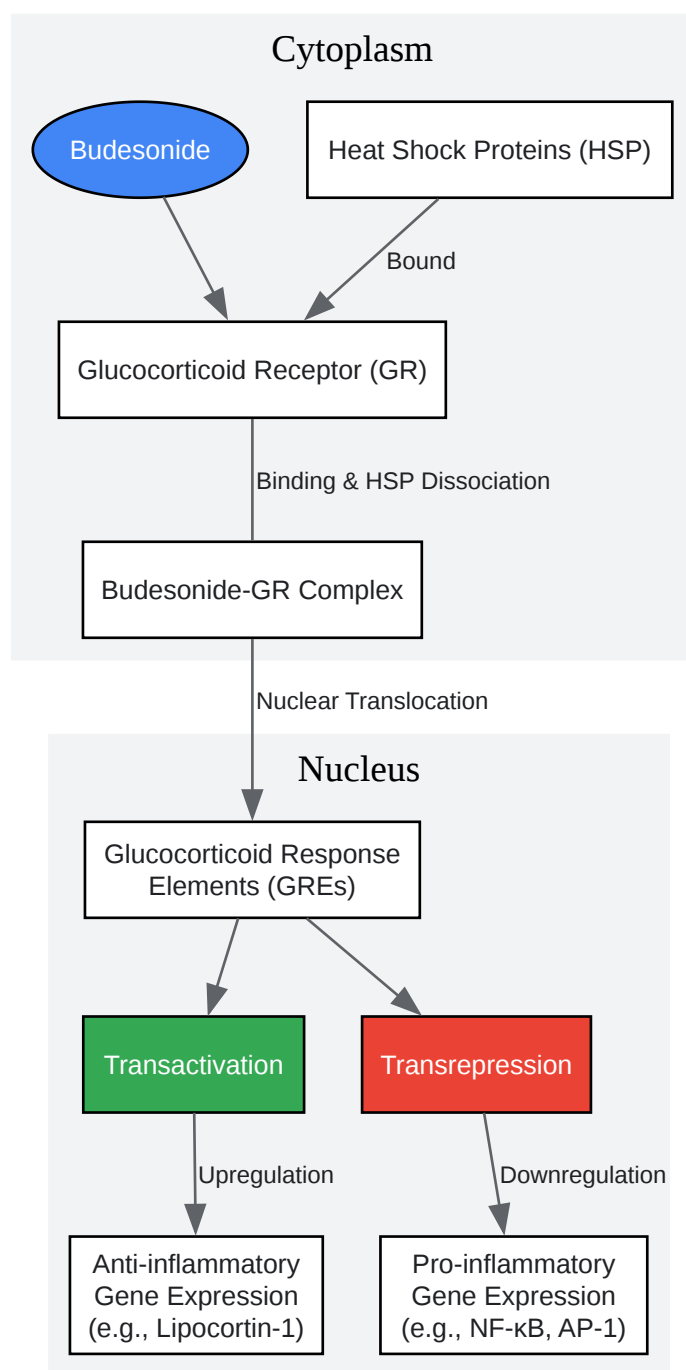 Cytoplasm
Budesonide
Heat Shock Proteins (HSP)
Bound
Glucocorticoid Receptor (GR)
Binding & HSP Dissociation
Budesonide-GR Complex
Nuclear Translocation
Nucleus
Glucocorticoid Response
Elements (GREs)
Transactivation
Transrepression
Upregulation
Downregulation
Anti-inflammatory
Gene Expression
(e.g., Lipocortin-1)
Pro-inflammatory
Gene Expression
(e.g., NF-κB, AP-1)